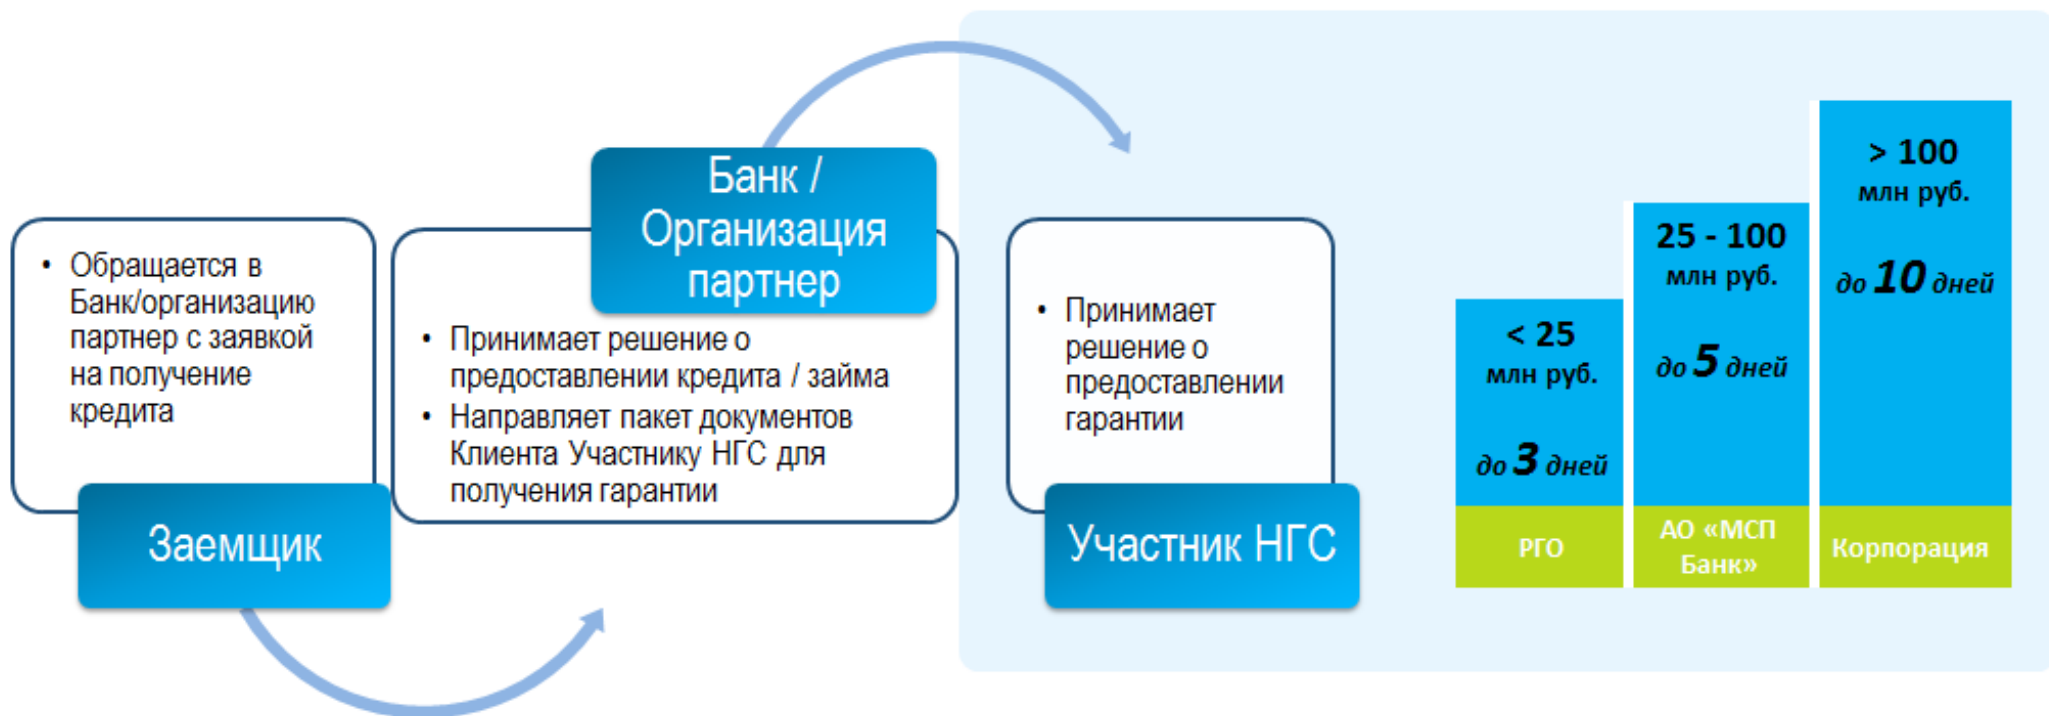 • Обращается в
Банк/организацию
партнер с заявкой
на получение
кредита
Заемщик
Банк /
Организация
партнер
• Принимает решение о
предоставлении кредита / займа
• Направляет пакет документов
Клиента Участнику НГС для
получения гарантии
• Принимает
решение о
предоставлении
гарантии
Участник НГС
< 25
млн руб.
до 3 дней
РГО
25 - 100
млн руб.
до 5 дней
АО «МСП
Банк»
> 100
млн руб.
до 10 дней
Корпорация